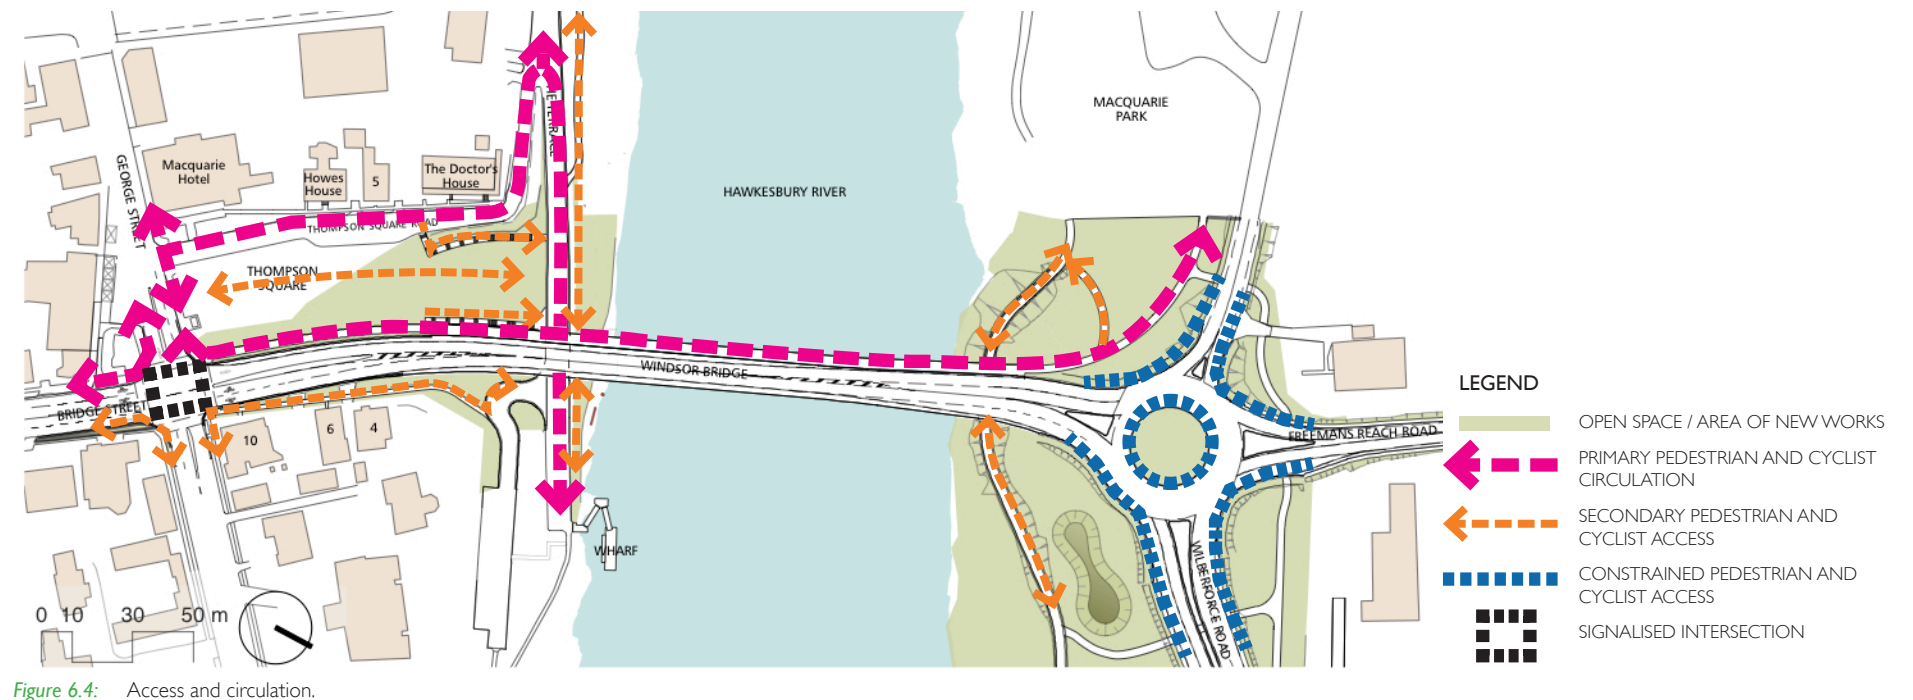 MACQUARIE
PARK
GEORGE STREET
Macquarie
Hotel
Howes
House
5
The Doctor's
House
THE TERRACE
HAWKESBURY RIVER
THOMPSON SQUARE ROAD
THOMPSON
SQUARE
WINDSOR BRIDGE
BRIDGE STREET
10
6
4
FREEMANS REACH ROAD
WILBERFORCE ROAD
WHARF
0 10 30 50 m
LEGEND
OPEN SPACE / AREA OF NEW WORKS
PRIMARY PEDESTRIAN AND CYCLIST
CIRCULATION
SECONDARY PEDESTRIAN AND
CYCLIST ACCESS
CONSTRAINED PEDESTRIAN AND
CYCLIST ACCESS
SIGNALISED INTERSECTION
Figure 6.4: Access and circulation.